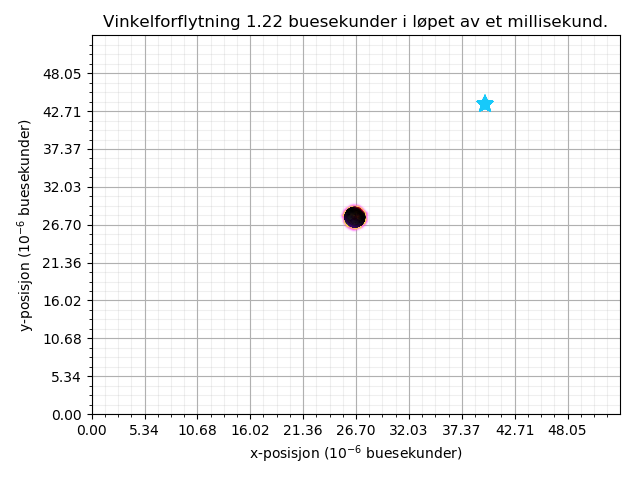 Vinkelforflytning 1.22 buesekunder i løpet av et millisekund.
48.05
42.71
37.37
32.03
26.70
21.36
16.02
10.68
5.34
0.00
y-posisjon (10⁻⁶ buesekunder)
0.00 5.34 10.68 16.02 21.36 26.70 32.03 37.37 42.71 48.05
x-posisjon (10⁻⁶ buesekunder)